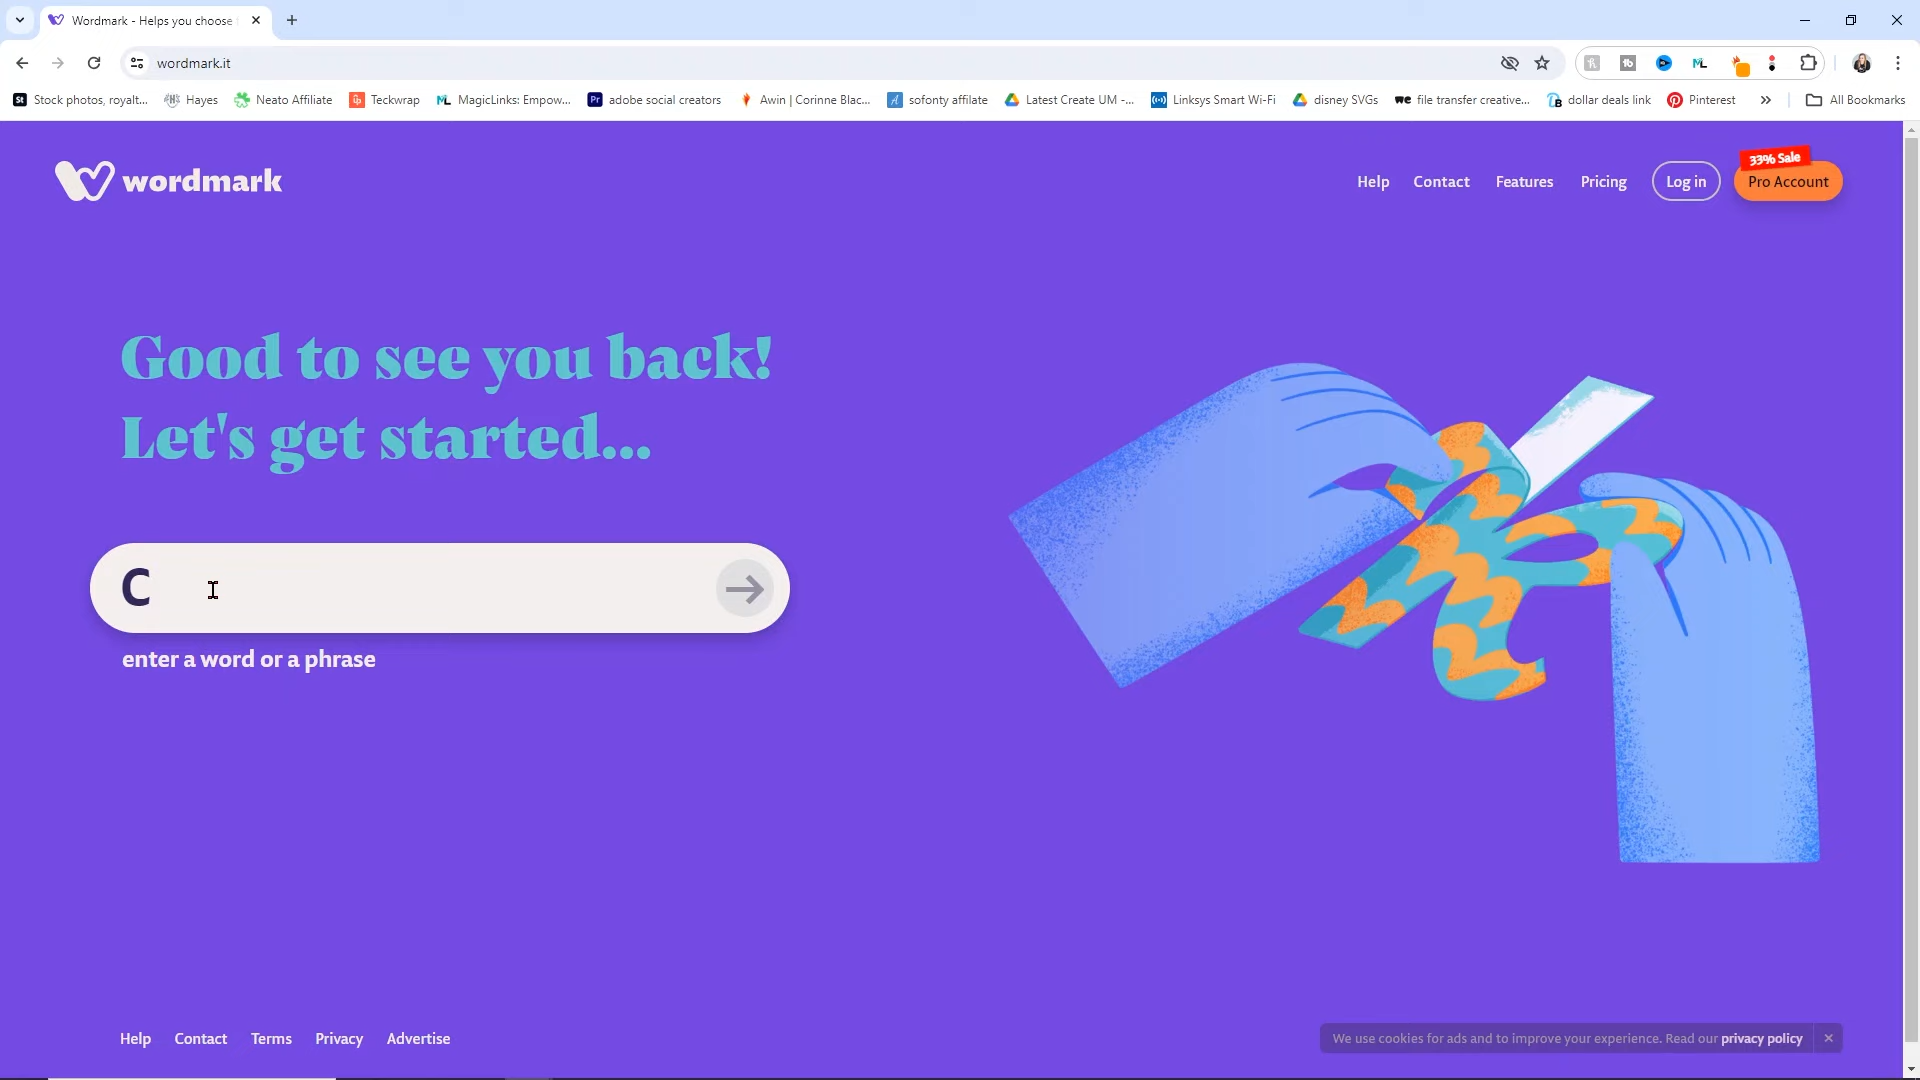 Wordmark - Helps you choose
wordmark.it
Stock photos, royalt...
Hayes
Neato Affiliate
Teckwrap
MagicLinks: Empow...
adobe social creators
Awin | Corinne Blac...
sofonty affilate
Latest Create UM -...
Linksys Smart Wi-Fi
disney SVGs
file transfer creative...
dollar deals link
Pinterest
All Bookmarks
wordmark
Help
Contact
Features
Pricing
Log in
33% Sale
Pro Account
Good to see you back!
Let's get started...
C
enter a word or a phrase
Help
Contact
Terms
Privacy
Advertise
We use cookies for ads and to improve your experience. Read our privacy policy